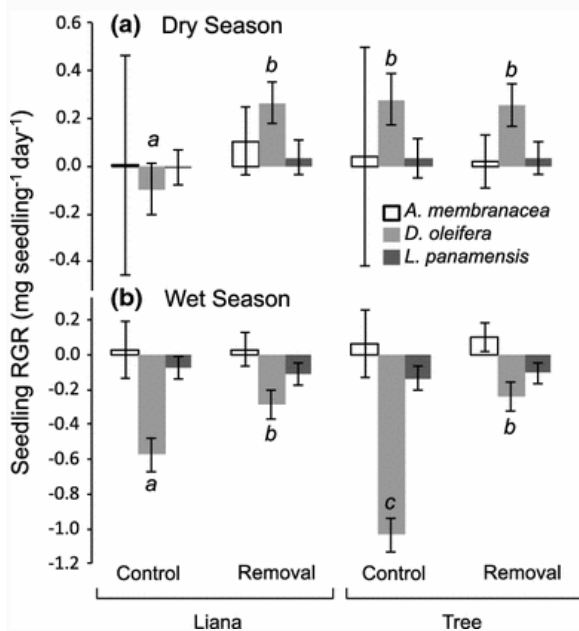 Seedling RGR (mg seedling⁻¹ day⁻¹)
(a) Dry Season
0.6
0.4
0.2
0.0
-0.2
-0.4
a
b
b
b
A. membranacea
D. oleifera
L. panamensis
(b) Wet Season
0.2
0.0
-0.2
-0.4
-0.6
-0.8
-1.0
-1.2
a
b
c
b
Control Removal Control Removal
Liana Tree